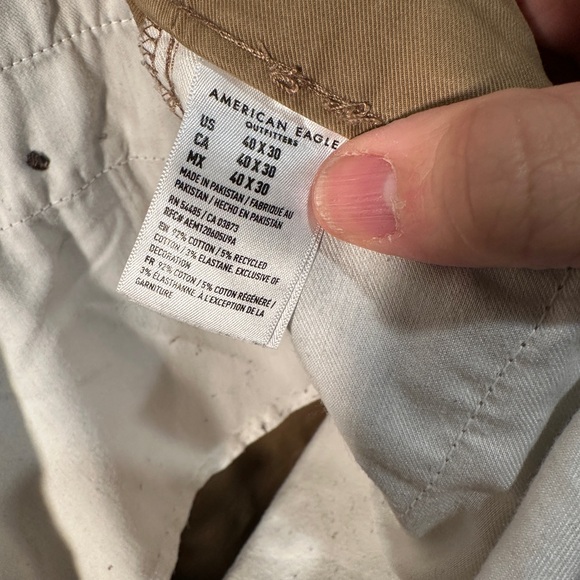 AMERICAN EAGLE
OUTFITTERS
US 40 X 30
CA 40 X 30
MX 40 X 30
MADE IN PAKISTAN / FABRIQUÉ AU
PAKISTAN / HECHO EN PAKISTÁN
RN 54485 / CA 03873
RIFC# AEM120605U9A
EN 92% COTTON / 5% RECYCLED
COTTON / 3% ELASTANE. EXCLUSIVE OF
DECORATION
FR 92% COTON / 5% COTON RÉGÉNÉRÉ /
3% ÉLASTHANNE. À L'EXCEPTION DE LA
GARNITURE